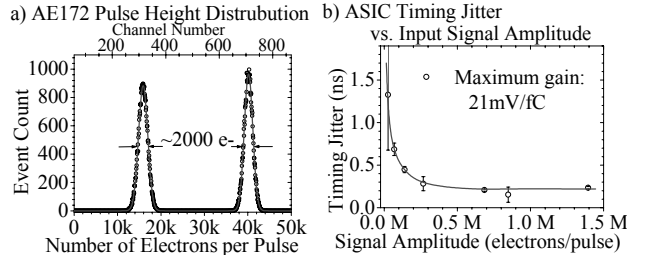 a) AE172 Pulse Height Distrubution
Channel Number
200 400 600 800
1000
800
600
400
200
0
Event Count
~2000 e-
0 10k 20k 30k 40k 50k
Number of Electrons per Pulse
b) ASIC Timing Jitter
vs. Input Signal Amplitude
Maximum gain:
21mV/fC
1.5
1.0
0.5
0.0
Timing Jitter (ns)
0.0 M 0.5 M 1.0 M 1.5 M
Signal Amplitude (electrons/pulse)